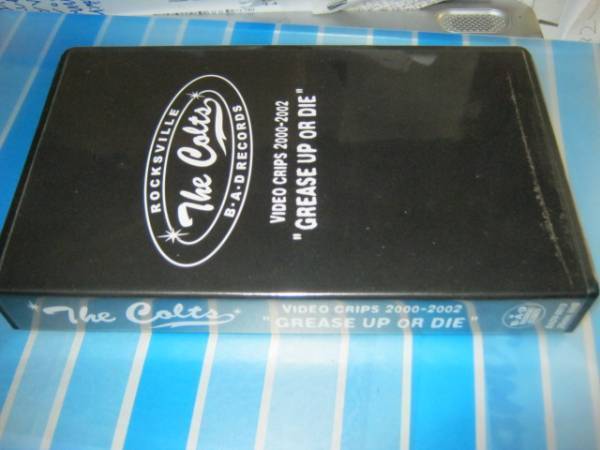 ROCKSVILLE
The Colts
B・A・D RECORDS
VIDEO CRIPS 2000-2002
"GREASE UP OR DIE"
The Colts
VIDEO CRIPS 2000-2002
"GREASE UP OR DIE"